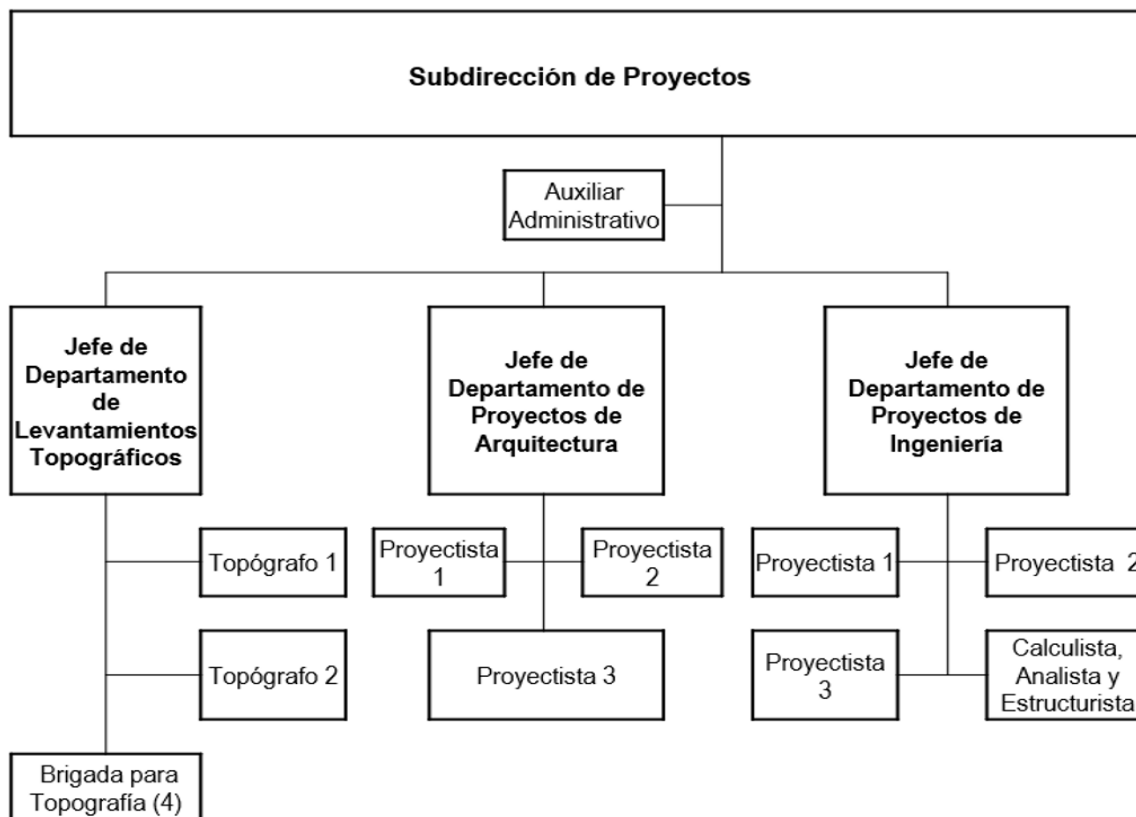 Subdirección de Proyectos
Auxiliar
Administrativo
Jefe de
Departamento
de
Levantamientos
Topográficos
Jefe de
Departamento de
Proyectos de
Arquitectura
Jefe de
Departamento de
Proyectos de
Ingeniería
Topógrafo 1
Proyectista
1
Proyectista
2
Proyectista 1
Proyectista 2
Topógrafo 2
Proyectista 3
Proyectista
3
Calculista,
Analista y
Estructurista
Brigada para
Topografía (4)